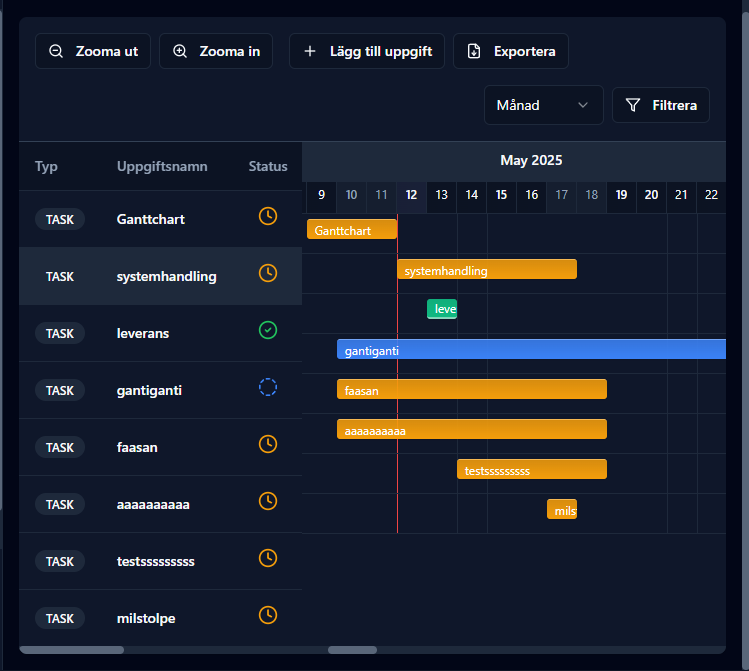 Zooma ut Zooma in Lägg till uppgift Exportera
Månad Filtrera
Typ Uppgiftsnamn Status
May 2025
9 10 11 12 13 14 15 16 17 18 19 20 21 22
TASK Ganttchart
TASK systemhandling
TASK leverans
TASK gantiganti
TASK faasan
TASK aaaaaaaaaa
TASK testsssssssss
TASK milstolpe
Ganttchart
systemhandling
leve
gantiganti
faasan
aaaaaaaaaa
testsssssssss
mils